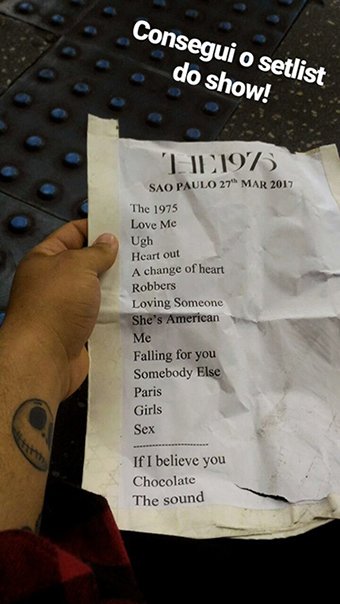 Consegui o setlist
do show!
THE 1975
SAO PAULO 27th MAR 2017
The 1975
Love Me
Ugh
Heart out
A change of heart
Robbers
Loving Someone
She's American
Me
Falling for you
Somebody Else
Paris
Girls
Sex
--------------------
If I believe you
Chocolate
The sound